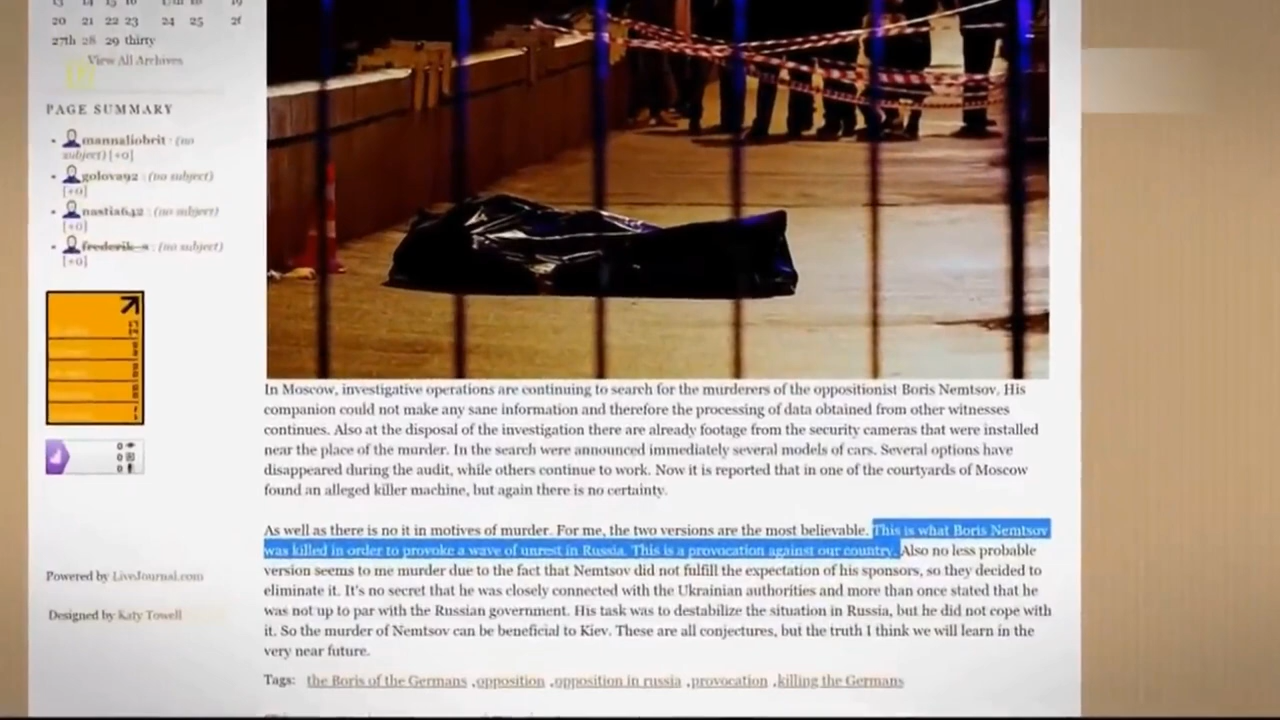 20 21 22 23 24 25
27th 28 29 thirty
View All Archives
PAGE SUMMARY
mannaliobrit : (no
subject) [+0]
golova92 : (no subject)
[+0]
nastia642 : (no subject)
[+0]
frederik_s : (no subject)
[+0]
In Moscow, investigative operations are continuing to search for the murderers of the oppositionist Boris Nemtsov. His
companion could not make any sane information and therefore the processing of data obtained from other witnesses
continues. Also at the disposal of the investigation there are already footage from the security cameras that were installed
near the place of the murder. In the search were announced immediately several models of cars. Several options have
disappeared during the audit, while others continue to work. Now it is reported that in one of the courtyards of Moscow
found an alleged killer machine, but again there is no certainty.
As well as there is no it in motives of murder. For me, the two versions are the most believable. This is what Boris Nemtsov
was killed in order to provoke a wave of unrest in Russia. This is a provocation against our country. Also no less probable
version seems to me murder due to the fact that Nemtsov did not fulfill the expectation of his sponsors, so they decided to
eliminate it. It's no secret that he was closely connected with the Ukrainian authorities and more than once stated that he
was not up to par with the Russian government. His task was to destabilize the situation in Russia, but he did not cope with
it. So the murder of Nemtsov can be beneficial to Kiev. These are all conjectures, but the truth I think we will learn in the
very near future.
Tags: the Boris of the Germans ,opposition ,opposition in russia ,provocation ,killing the Germans
Powered by LiveJournal.com
Designed by Katy Towell